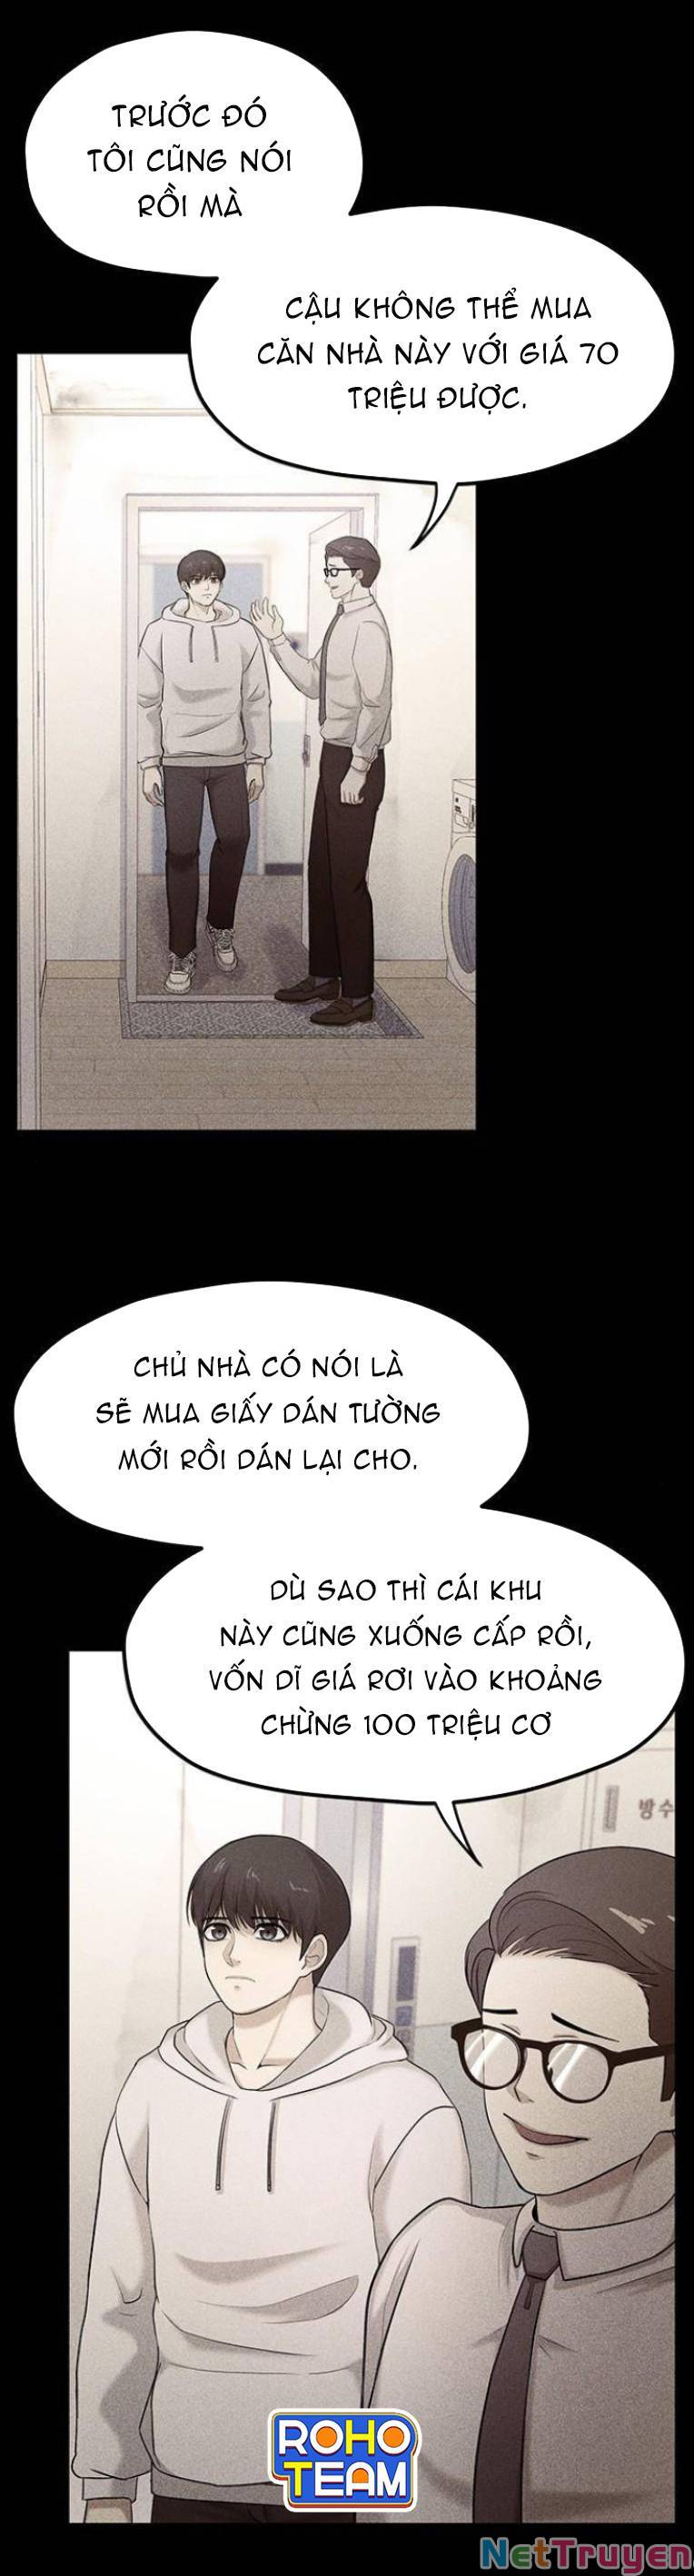 TRƯỚC ĐÓ
TÔI CŨNG NÓI
RỒI MÀ
CẬU KHÔNG THỂ MUA
CĂN NHÀ NÀY VỚI GIÁ 70
TRIỆU ĐƯỢC.
CHỦ NHÀ CÓ NÓI LÀ
SẼ MUA GIẤY DÁN TƯỜNG
MỚI RỒI DÁN LẠI CHO.
DÙ SAO THÌ CÁI KHU
NÀY CŨNG XUỐNG CẤP RỒI,
VỐN DĨ GIÁ RƠI VÀO KHOẢNG
CHỪNG 100 TRIỆU CƠ
방수
ROHO
TEAM
NetTruyen